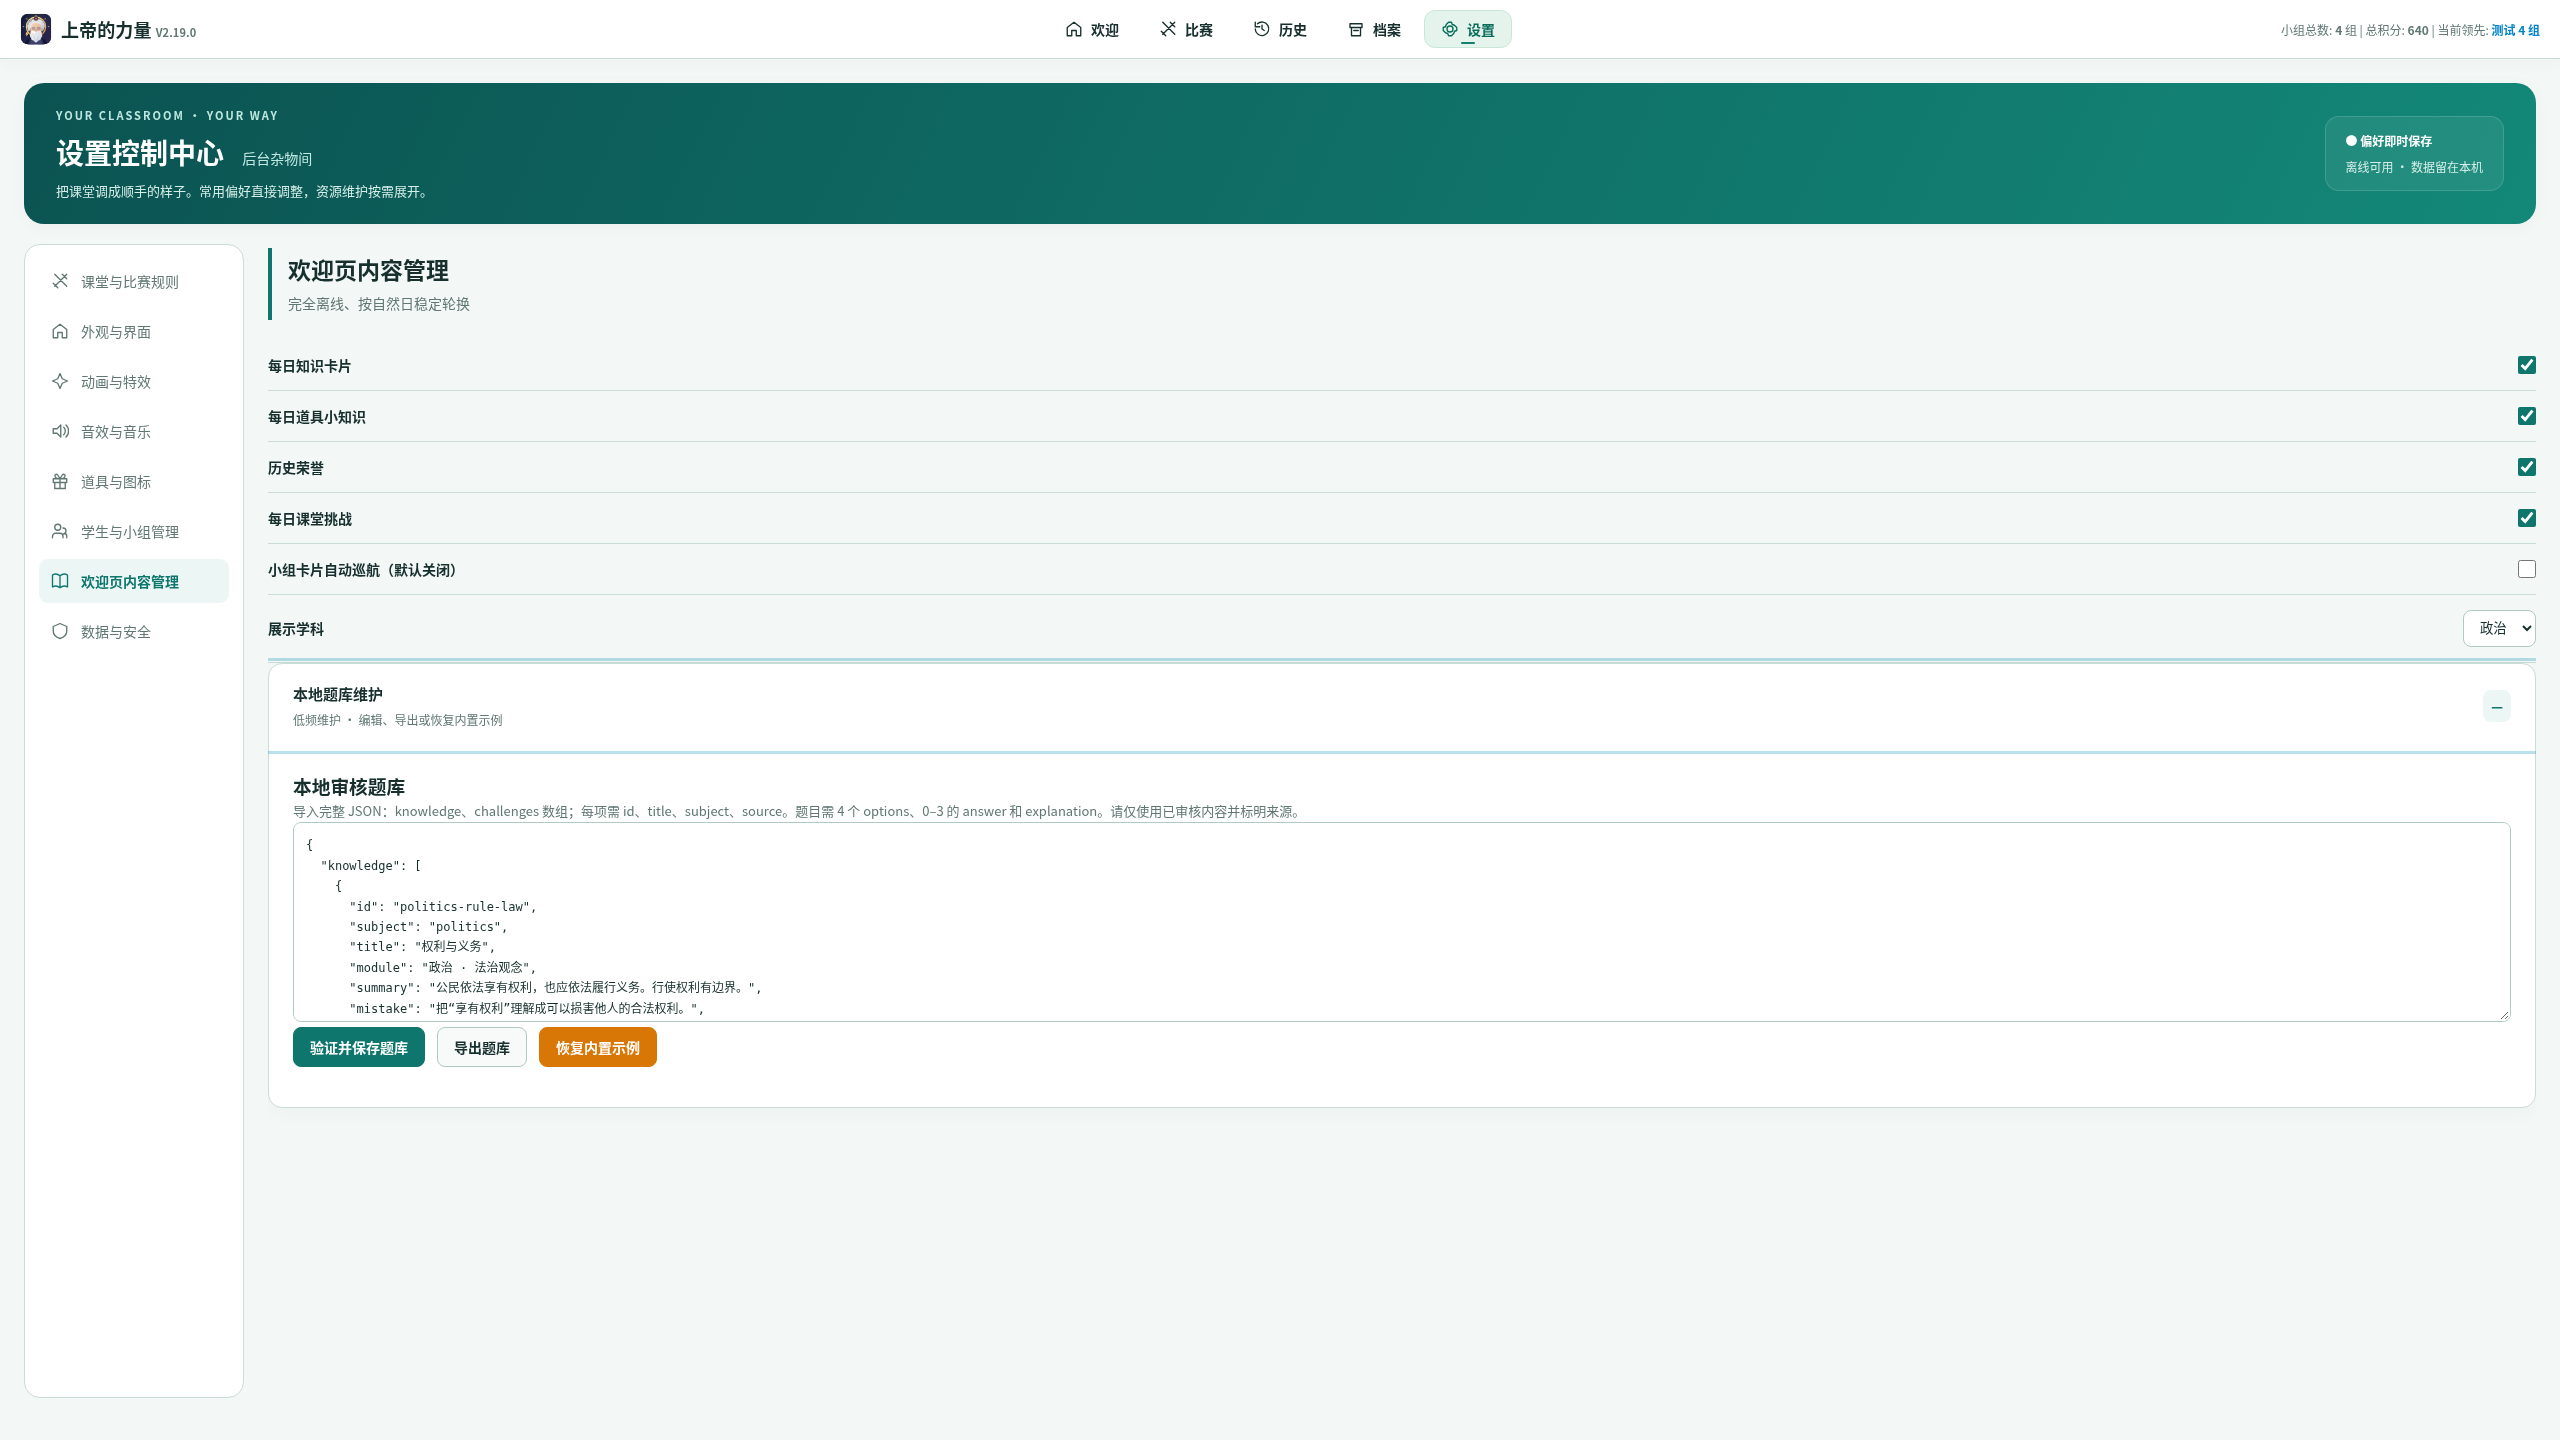 上帝的力量 V2.19.0
欢迎
比赛
历史
档案
设置
小组总数: 4 组 | 总积分: 640 | 当前领先: 测试 4 组
YOUR CLASSROOM · YOUR WAY
设置控制中心 后台杂物间
把课堂调成顺手的样子。常用偏好直接调整，资源维护按需展开。
偏好即时保存
离线可用 · 数据留在本机
课堂与比赛规则
外观与界面
动画与特效
音效与音乐
道具与图标
学生与小组管理
欢迎页内容管理
数据与安全
欢迎页内容管理
完全离线、按自然日稳定轮换
每日知识卡片
每日道具小知识
历史荣誉
每日课堂挑战
小组卡片自动巡航（默认关闭）
展示学科
政治
本地题库维护
低频维护 · 编辑、导出或恢复内置示例
−
本地审核题库
导入完整 JSON：knowledge、challenges 数组；每项需 id、title、subject、source。题目需 4 个 options、0–3 的 answer 和 explanation。请仅使用已审核内容并标明来源。
{
  "knowledge": [
    {
      "id": "politics-rule-law",
      "subject": "politics",
      "title": "权利与义务",
      "module": "政治 · 法治观念",
      "summary": "公民依法享有权利，也应依法履行义务。行使权利有边界。",
      "mistake": "把“享有权利”理解成可以损害他人的合法权利。",
验证并保存题库
导出题库
恢复内置示例